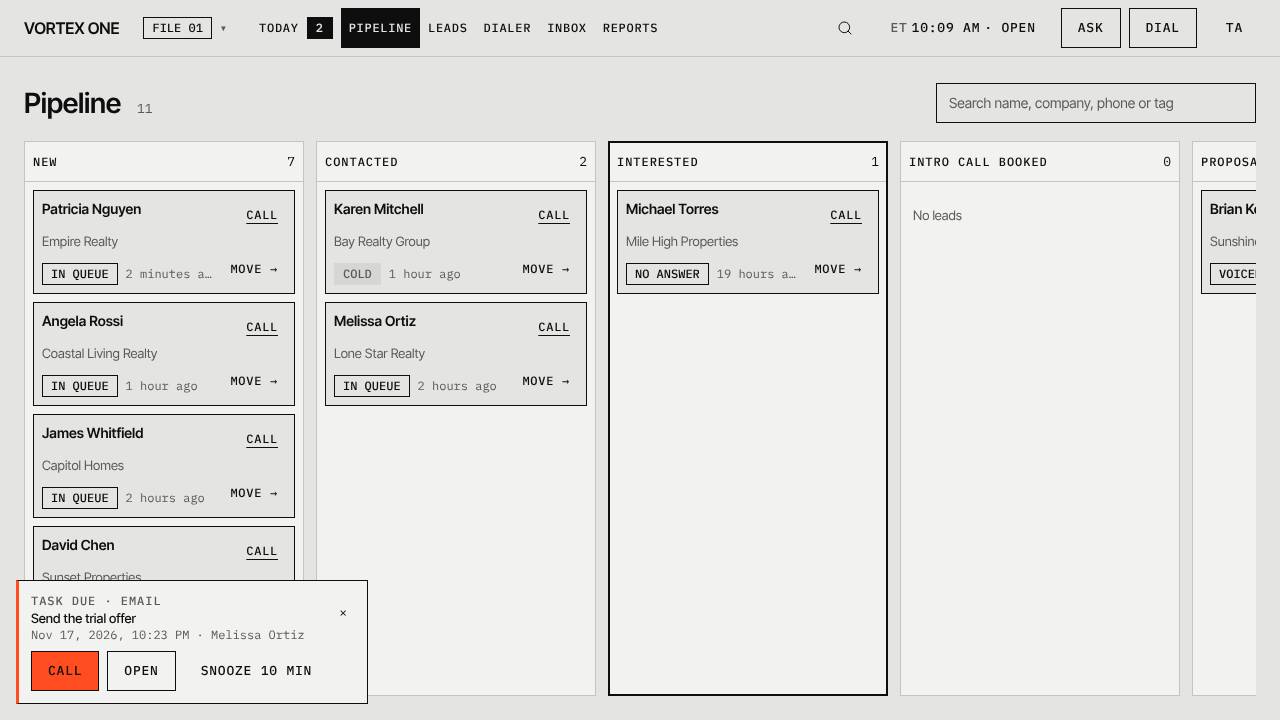 VORTEX ONE FILE 01 ▾ TODAY 2 PIPELINE LEADS DIALER INBOX REPORTS ET 10:09 AM · OPEN ASK DIAL TA
Pipeline 11
Search name, company, phone or tag
NEW 7
Patricia Nguyen CALL
Empire Realty
IN QUEUE 2 minutes a… MOVE →
Angela Rossi CALL
Coastal Living Realty
IN QUEUE 1 hour ago MOVE →
James Whitfield CALL
Capitol Homes
IN QUEUE 2 hours ago MOVE →
David Chen CALL
Sunset Properties
CONTACTED 2
Karen Mitchell CALL
Bay Realty Group
COLD 1 hour ago MOVE →
Melissa Ortiz CALL
Lone Star Realty
IN QUEUE 2 hours ago MOVE →
INTERESTED 1
Michael Torres CALL
Mile High Properties
NO ANSWER 19 hours a… MOVE →
INTRO CALL BOOKED 0
No leads
PROPOSA
Brian
Sunshin
VOICE
TASK DUE · EMAIL
×
Send the trial offer
Nov 17, 2026, 10:23 PM · Melissa Ortiz
CALL OPEN SNOOZE 10 MIN